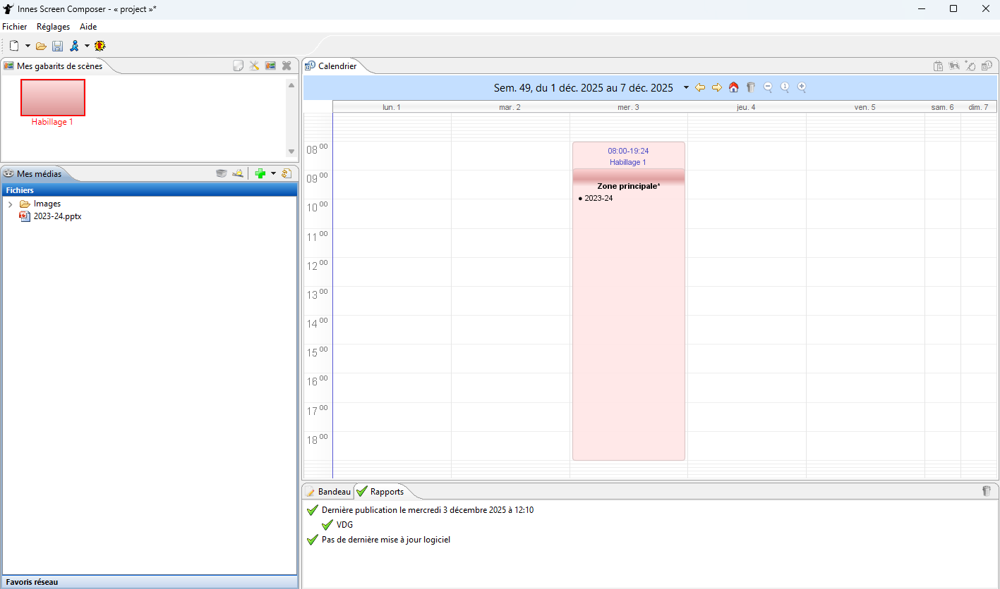 Innes Screen Composer - « project »*
Fichier Réglages Aide
Mes gabarits de scènes
Habillage 1
Mes médias
Fichiers
Images
2023-24.pptx
Favoris réseau
Calendrier
Sem. 49, du 1 déc. 2025 au 7 déc. 2025
lun. 1 mar. 2 mer. 3 jeu. 4 ven. 5 sam. 6 dim. 7
08 00
09 00
10 00
11 00
12 00
13 00
14 00
15 00
16 00
17 00
18 00
08:00-19:24
Habillage 1
Zone principale*
● 2023-24
Bandeau Rapports
Dernière publication le mercredi 3 décembre 2025 à 12:10
VDG
Pas de dernière mise à jour logiciel